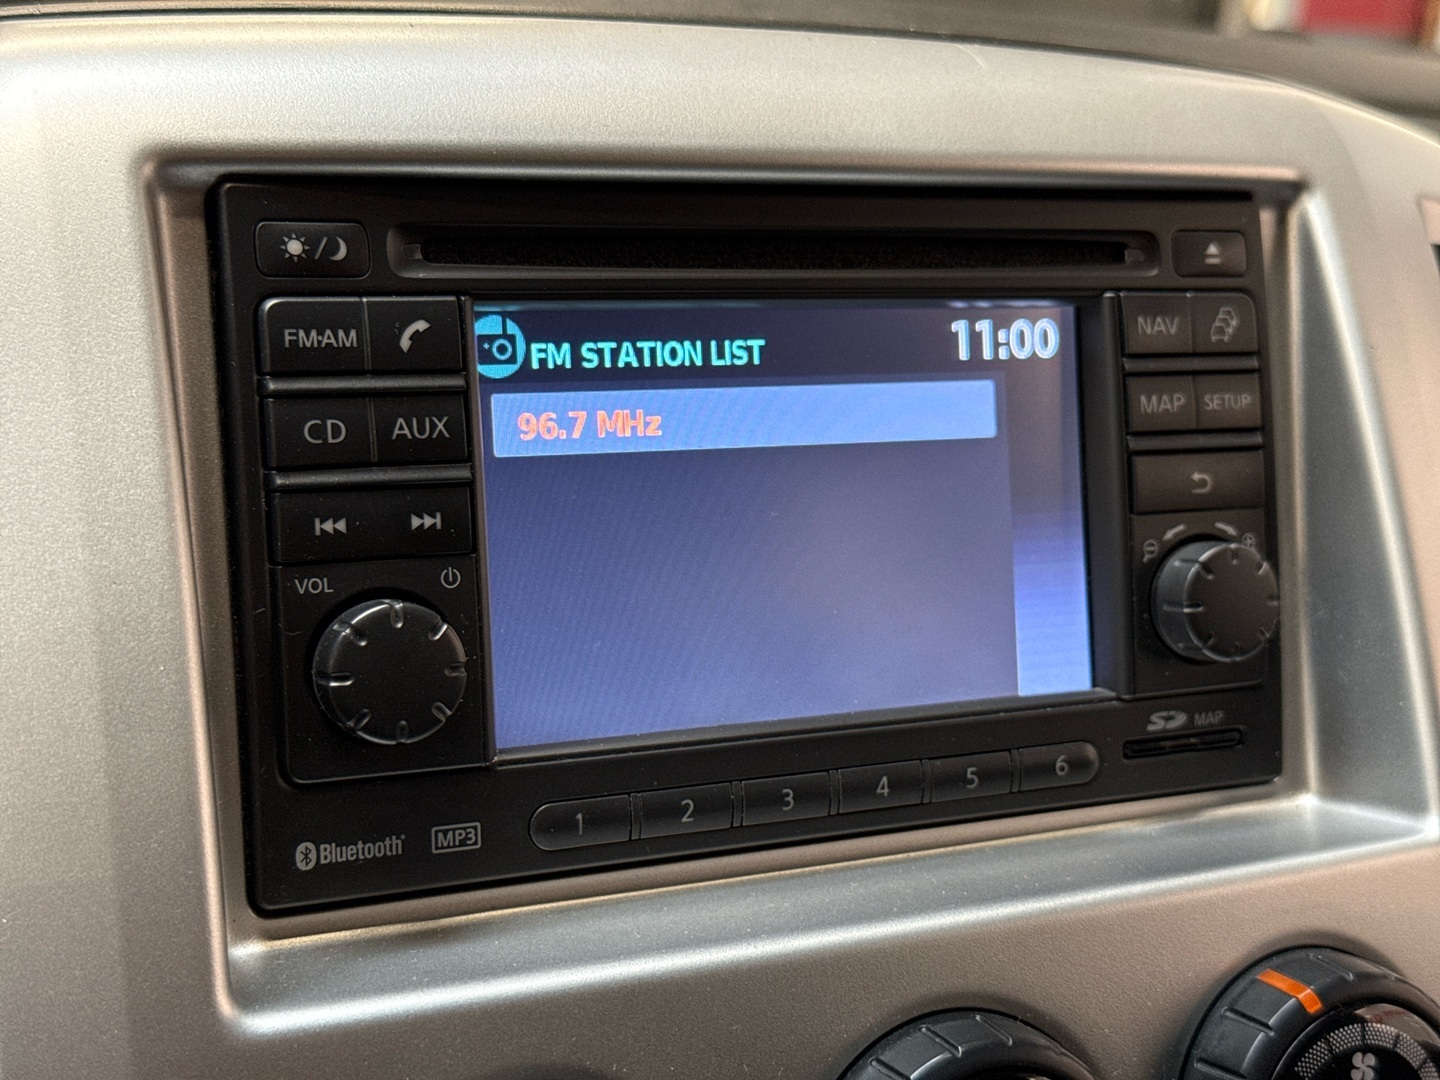 FM STATION LIST
11:00
96.7 MHz
FM·AM
CD
AUX
VOL
NAV
MAP
SETUP
SD MAP
1 2 3 4 5 6
Bluetooth®
MP3